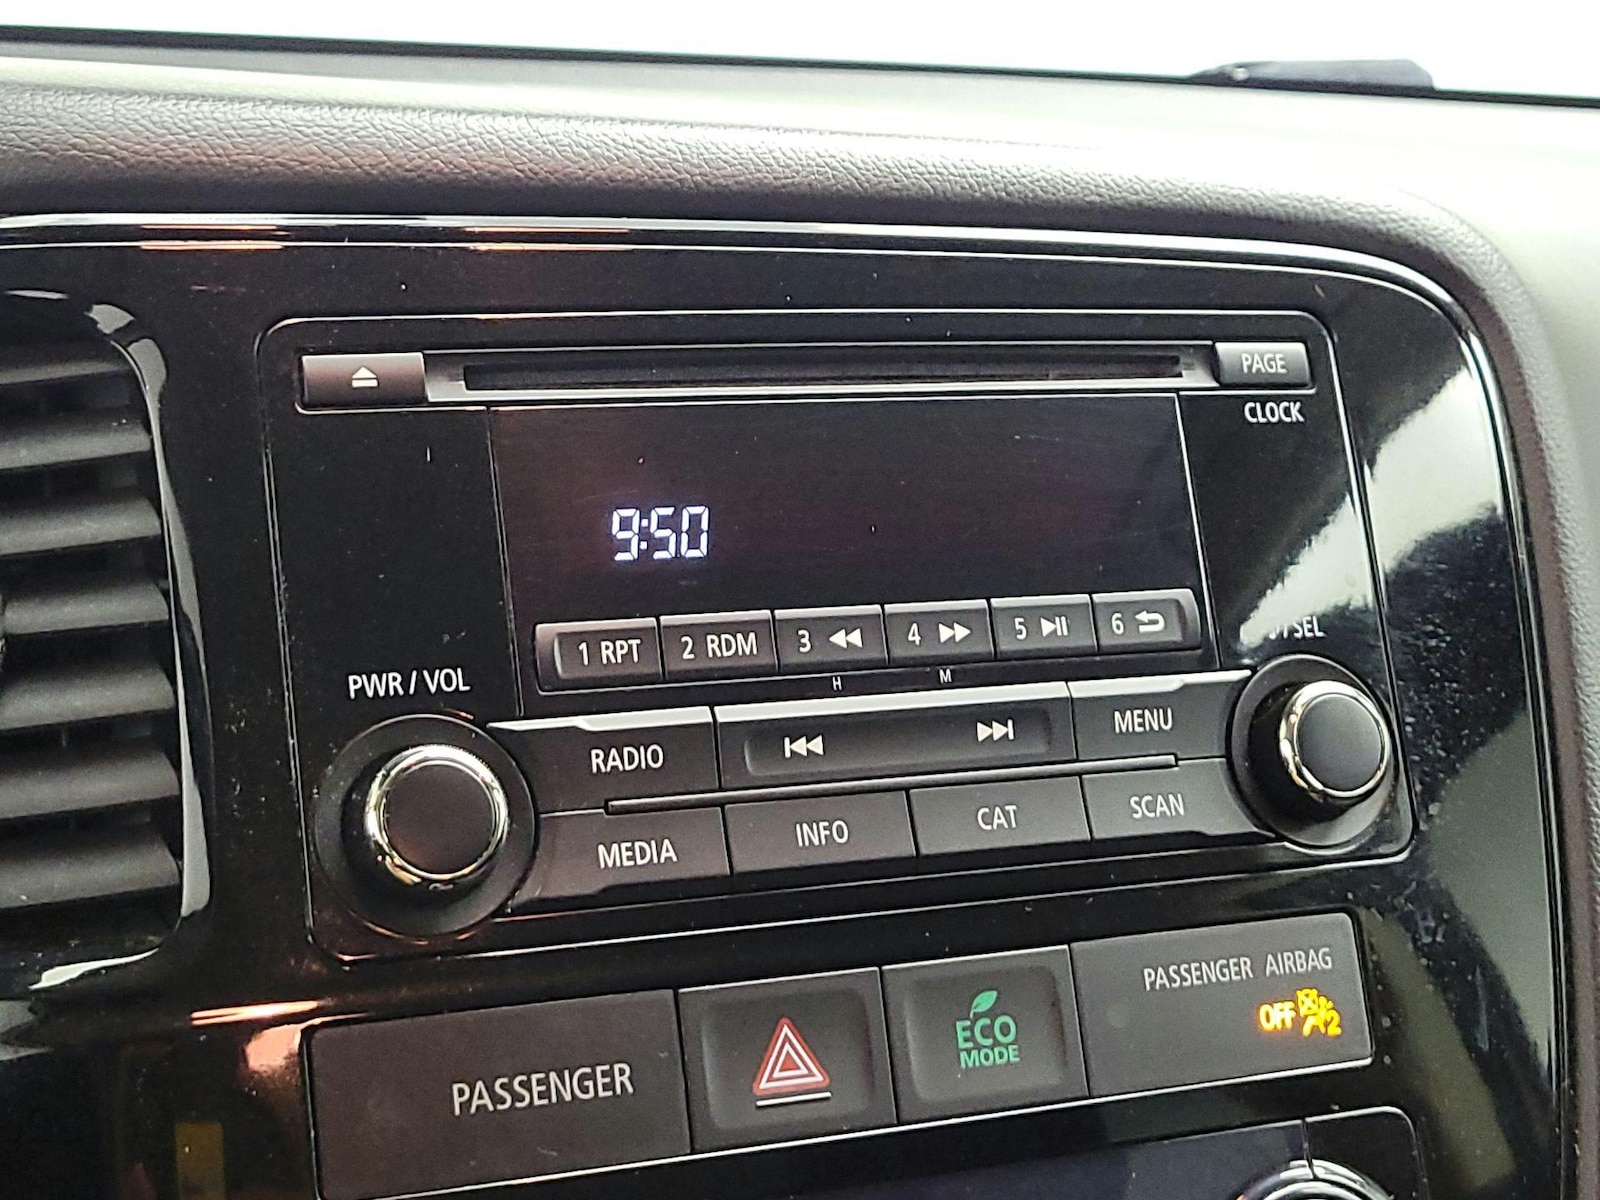 PAGE
CLOCK
9:50
1 RPT
2 RDM
3
4
5
6
H
M
PWR / VOL
/ SEL
RADIO
MENU
MEDIA
INFO
CAT
SCAN
PASSENGER
ECO
MODE
PASSENGER AIRBAG
OFF
2